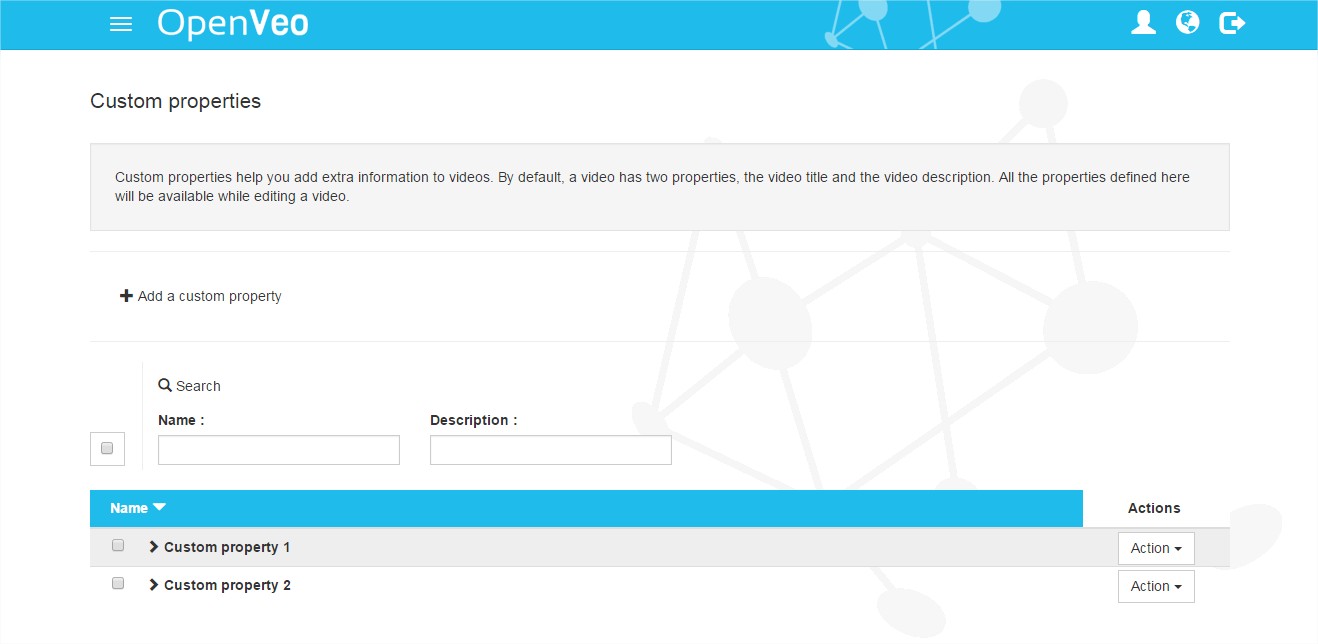 OpenVeo
Custom properties
Custom properties help you add extra information to videos. By default, a video has two properties, the video title and the video description. All the properties defined here
will be available while editing a video.
Add a custom property
Search
Name :
Description :
Name
Actions
Custom property 1
Action
Custom property 2
Action